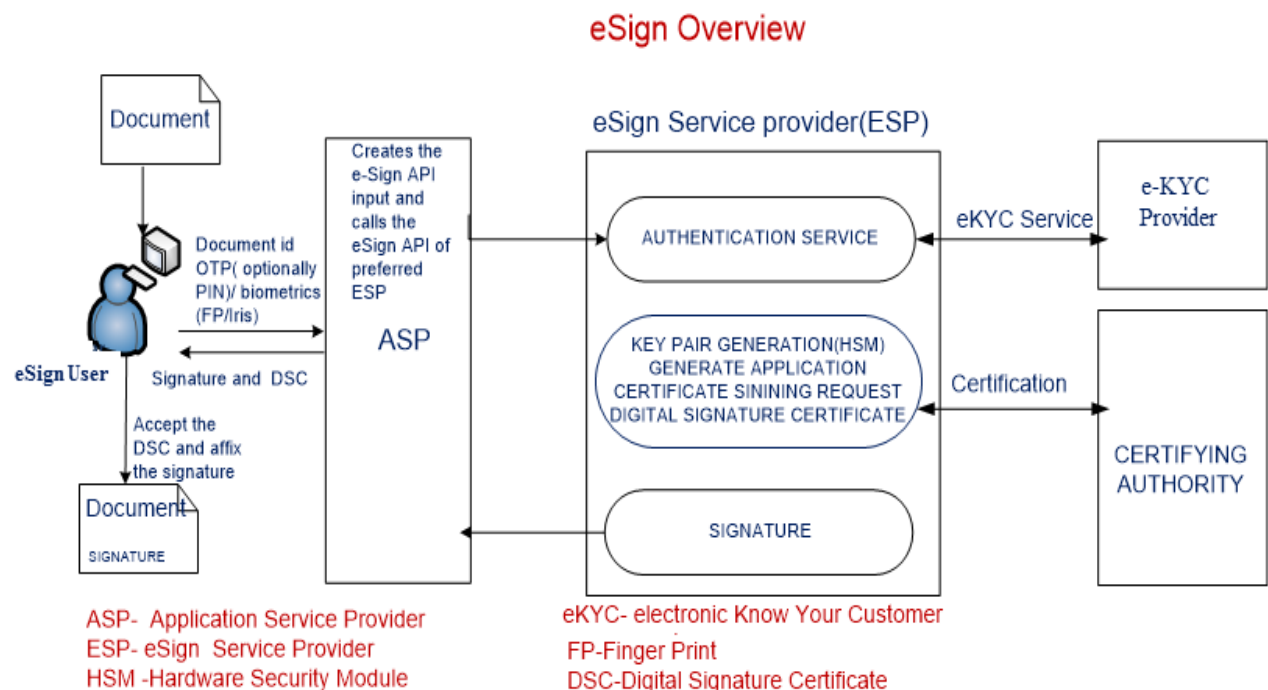 eSign Overview
Document
eSign User
Document id
OTP( optionally
PIN)/ biometrics
(FP/Iris)
Signature and DSC
Accept the
DSC and affix
the signature
Document
SIGNATURE
Creates the
e-Sign API
input and
calls the
eSign API of
preferred
ESP
ASP
eSign Service provider(ESP)
AUTHENTICATION SERVICE
KEY PAIR GENERATION(HSM)
GENERATE APPLICATION
CERTIFICATE SINING REQUEST
DIGITAL SIGNATURE CERTIFICATE
SIGNATURE
eKYC Service
e-KYC
Provider
Certification
CERTIFYING
AUTHORITY
ASP- Application Service Provider
ESP- eSign Service Provider
HSM -Hardware Security Module
eKYC- electronic Know Your Customer
FP-Finger Print
DSC-Digital Signature Certificate